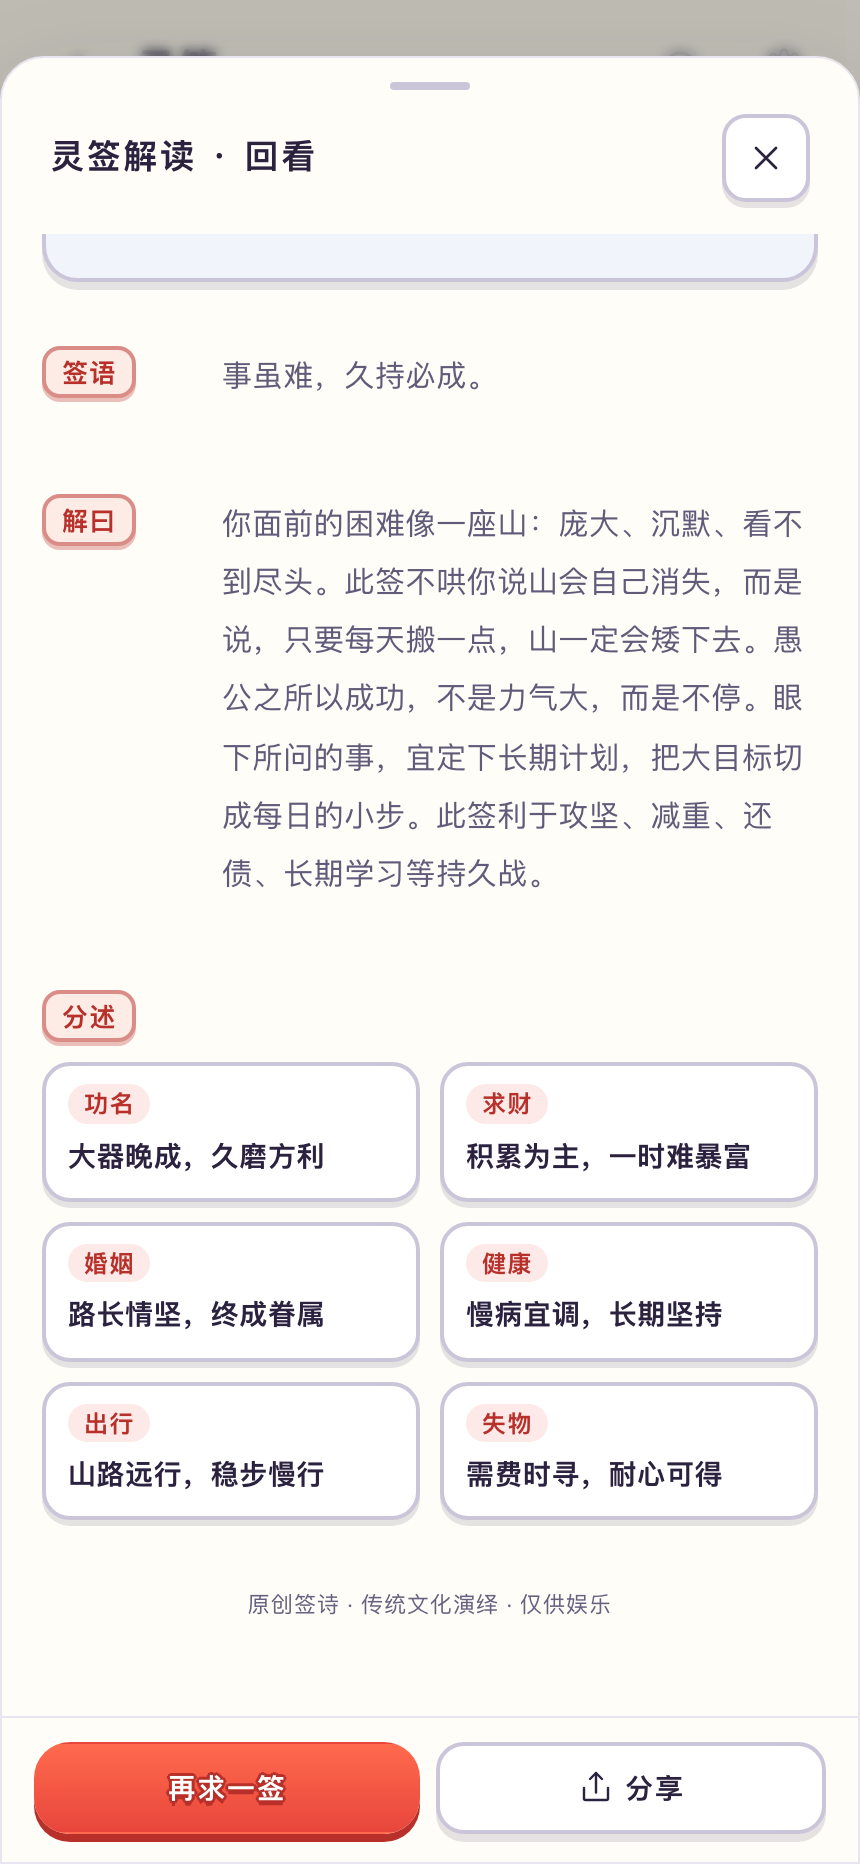 灵签解读 · 回看
签语
事虽难，久持必成。
解曰
你面前的困难像一座山：庞大、沉默、看不
到尽头。此签不哄你说山会自己消失，而是
说，只要每天搬一点，山一定会矮下去。愚
公之所以成功，不是力气大，而是不停。眼
下所问的事，宜定下长期计划，把大目标切
成每日的小步。此签利于攻坚、减重、还
债、长期学习等持久战。
分述
功名
大器晚成，久磨方利
求财
积累为主，一时难暴富
婚姻
路长情坚，终成眷属
健康
慢病宜调，长期坚持
出行
山路远行，稳步慢行
失物
需费时寻，耐心可得
原创签诗 · 传统文化演绎 · 仅供娱乐
再求一签
分享